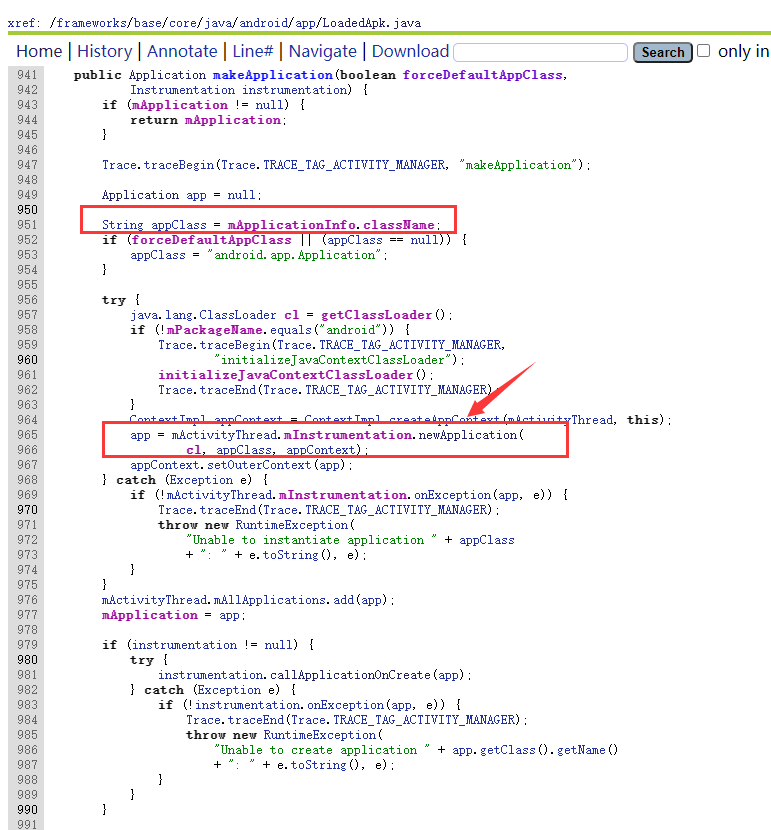 xref: /frameworks/base/core/java/android/app/LoadedApk.java
Home | History | Annotate | Line# | Navigate | Download Search only in
941 public Application makeApplication(boolean forceDefaultAppClass,
942 Instrumentation instrumentation) {
943 if (mApplication != null) {
944 return mApplication;
945 }
946
947 Trace.traceBegin(Trace.TRACE_TAG_ACTIVITY_MANAGER, "makeApplication");
948
949 Application app = null;
950
951 String appClass = mApplicationInfo.className;
952 if (forceDefaultAppClass || (appClass == null)) {
953 appClass = "android.app.Application";
954 }
955
956 try {
957 java.lang.ClassLoader cl = getClassLoader();
958 if (!mPackageName.equals("android")) {
959 Trace.traceBegin(Trace.TRACE_TAG_ACTIVITY_MANAGER,
960 "initializeJavaContextClassLoader");
961 initializeJavaContextClassLoader();
962 Trace.traceEnd(Trace.TRACE_TAG_ACTIVITY_MANAGER);
963 }
964 ContextImpl appContext = ContextImpl.createAppContext(mActivityThread, this);
965 app = mActivityThread.mInstrumentation.newApplication(
966 cl, appClass, appContext);
967 appContext.setOuterContext(app);
968 } catch (Exception e) {
969 if (!mActivityThread.mInstrumentation.onException(app, e)) {
970 Trace.traceEnd(Trace.TRACE_TAG_ACTIVITY_MANAGER);
971 throw new RuntimeException(
972 "Unable to instantiate application " + appClass
973 + ": " + e.toString(), e);
974 }
975 }
976 mActivityThread.mAllApplications.add(app);
977 mApplication = app;
978
979 if (instrumentation != null) {
980 try {
981 instrumentation.callApplicationOnCreate(app);
982 } catch (Exception e) {
983 if (!instrumentation.onException(app, e)) {
984 Trace.traceEnd(Trace.TRACE_TAG_ACTIVITY_MANAGER);
985 throw new RuntimeException(
986 "Unable to create application " + app.getClass().getName()
987 + ": " + e.toString(), e);
988 }
989 }
990 }
991